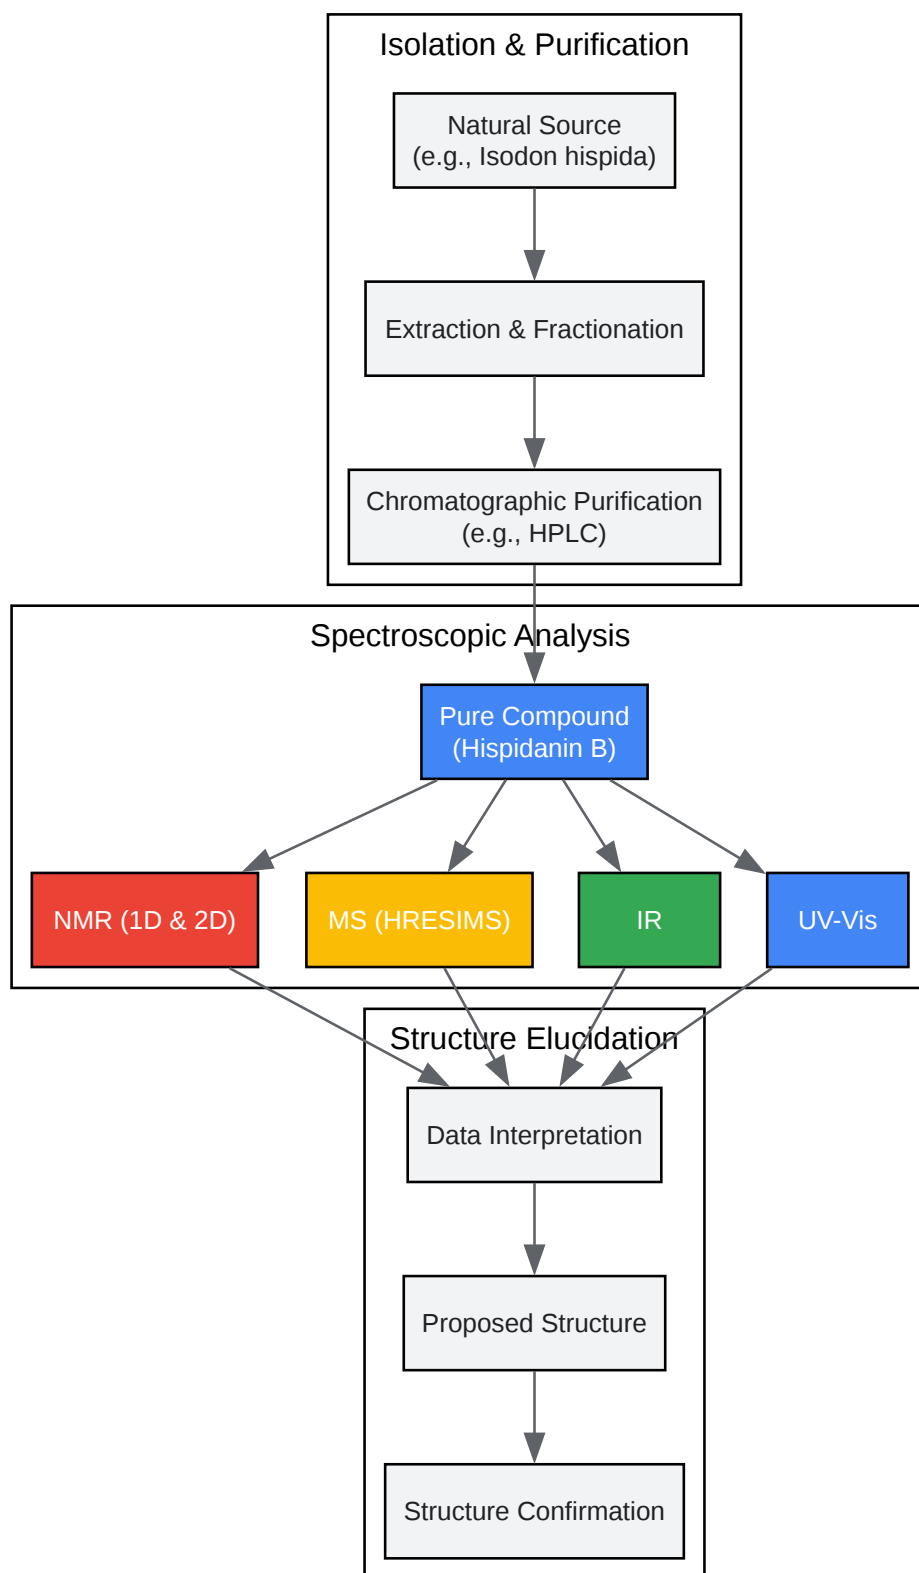 Isolation & Purification
Natural Source
(e.g., Isodon hispida)
Extraction & Fractionation
Chromatographic Purification
(e.g., HPLC)
Spectroscopic Analysis
Pure Compound
(Hispidanin B)
NMR (1D & 2D)
MS (HRESIMS)
IR
UV-Vis
Structure Elucidation
Data Interpretation
Proposed Structure
Structure Confirmation